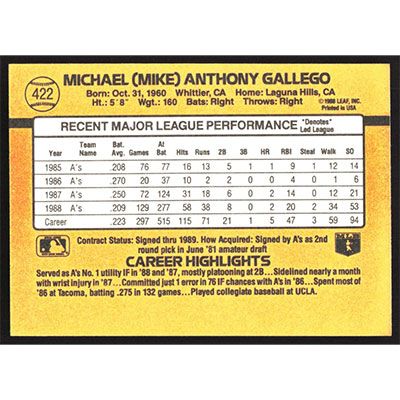 422
MICHAEL (MIKE) ANTHONY GALLEGO
Born: Oct. 31, 1960 Whittier, CA Home: Laguna Hills, CA
Ht.: 5' 8" Wgt.: 160 Bats: Right Throws: Right
©1988 LEAF, INC.
Printed in USA
RECENT MAJOR LEAGUE PERFORMANCE *Denotes Led League
Year Team Name Bat. Avg. Games At Bat Hits Runs 2B 3B HR RBI Steal Walk SO
1985 A's .208 76 77 16 13 5 1 1 9 1 12 14
1986 A's .270 20 37 10 2 2 0 0 4 0 1 6
1987 A's .250 72 124 31 18 6 0 2 14 0 12 21
1988 A's .209 129 277 58 38 8 0 2 20 2 34 53
Career .223 297 515 115 71 5 47 59 94
Contract Status: Signed thru 1989. How Acquired: Signed by A's as 2nd
round pick in June '81 amateur draft
CAREER HIGHLIGHTS
Served as A's No. 1 utility IF in '88 and '87, mostly platooning at 2B...Sidelined nearly a month
with wrist injury in '87...Committed just 1 error in 76 IF chances with A's in '86...Spent most of
'86 at Tacoma, batting .275 in 132 games...Played collegiate baseball at UCLA.